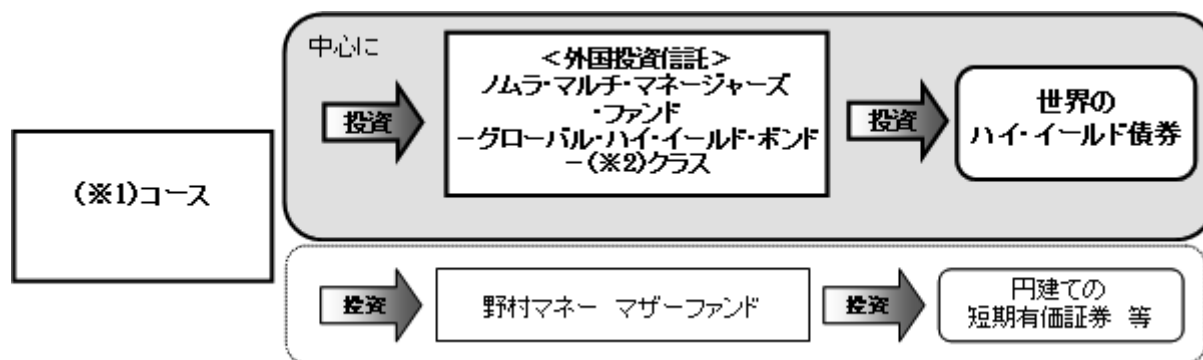 中心に
(※1)コース
投資
<外国投資信託>
ノムラ・マルチ・マネージャーズ
・ファンド
－グローバル・ハイ・イールド・ボンド
－(※2)クラス
投資
世界の
ハイ・イールド債券
投資
野村マネー マザーファンド
投資
円建ての
短期有価証券 等